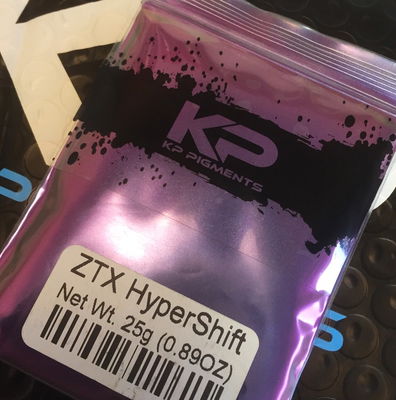 KP
KP PIGMENTS
ZTX HyperShift
Net Wt. 25g (0.89OZ)